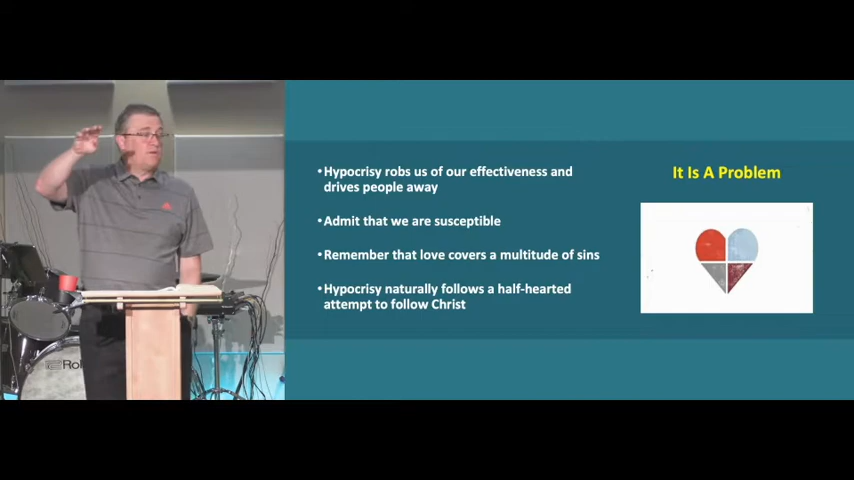 •Hypocrisy robs us of our effectiveness and
drives people away
•Admit that we are susceptible
•Remember that love covers a multitude of sins
•Hypocrisy naturally follows a half-hearted
attempt to follow Christ
It Is A Problem
Rol